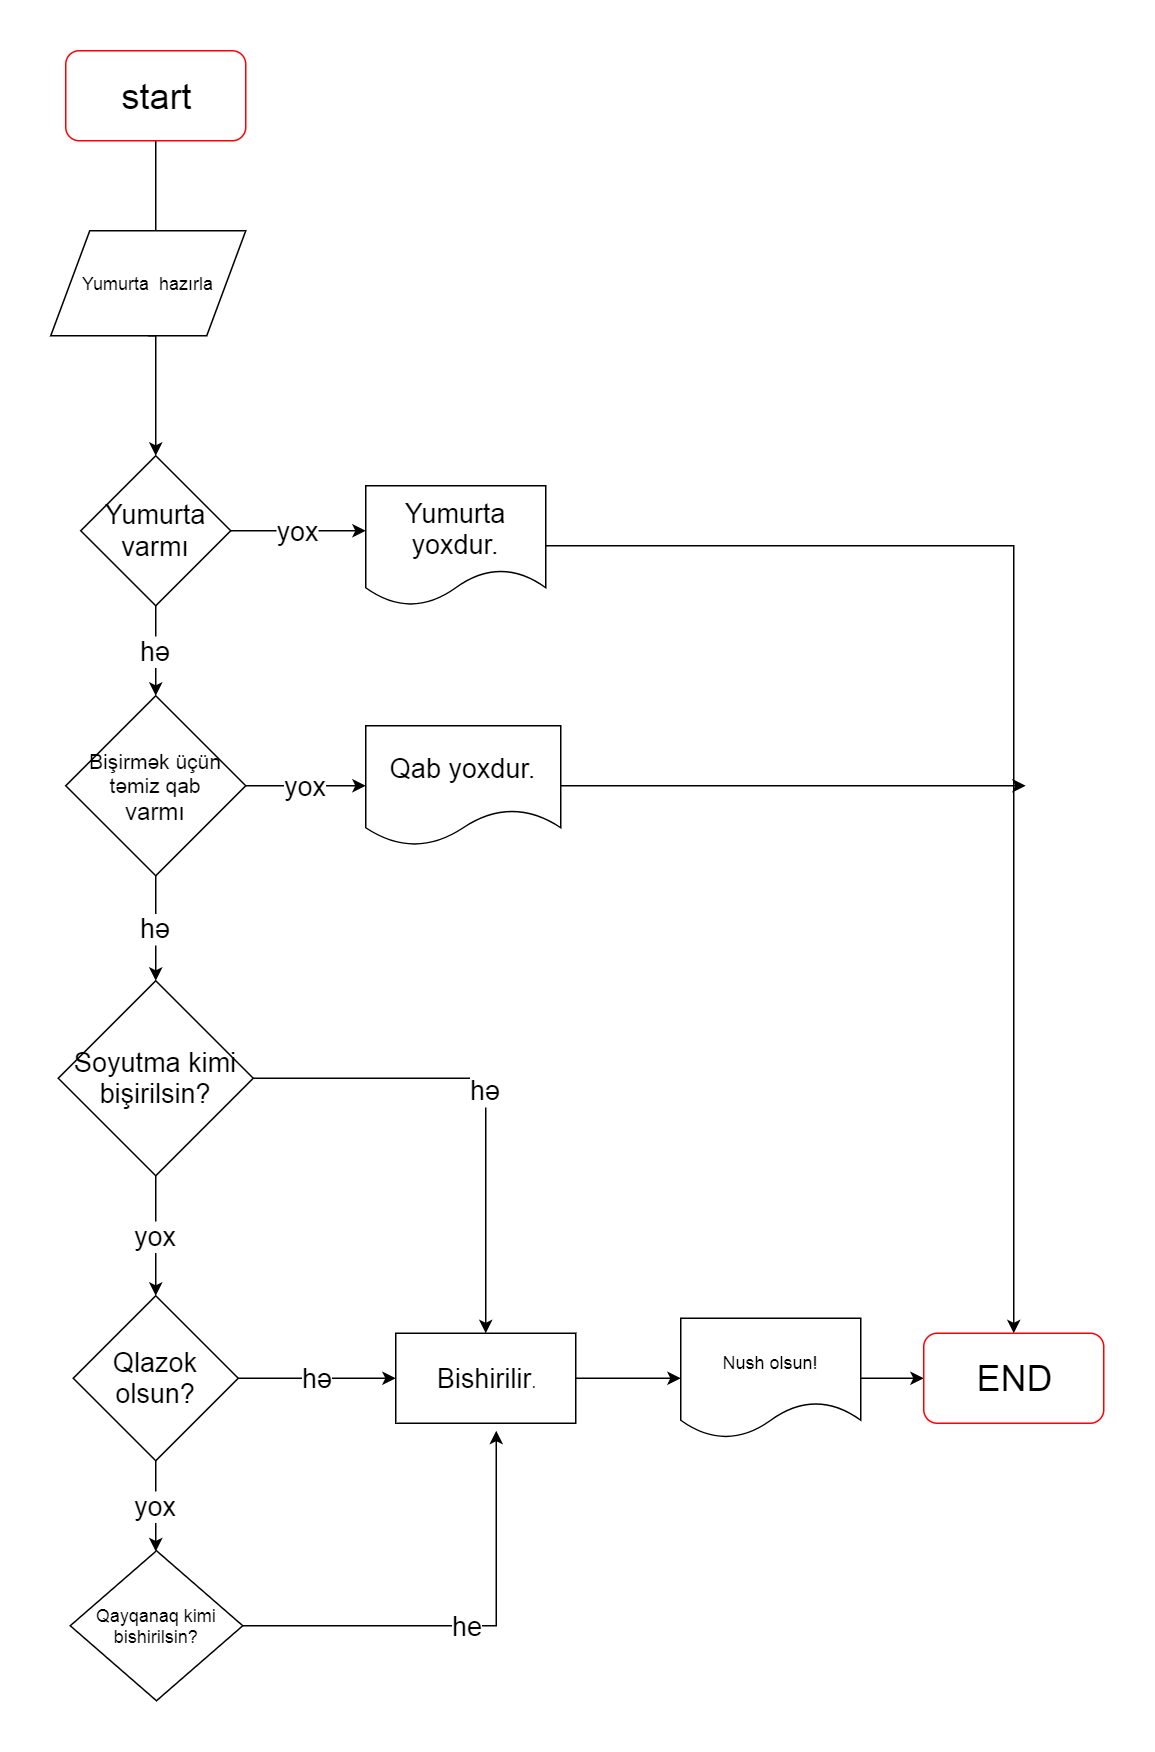 start
Yumurta  hazırla
Yumurta
varmı
yox
Yumurta
yoxdur.
hə
Bişirmək üçün
təmiz qab
varmı
yox
Qab yoxdur.
hə
Soyutma kimi
bişirilsin?
hə
yox
Qlazok
olsun?
hə
Bishirilir.
Nush olsun!
END
yox
Qayqanaq kimi
bishirilsin?
he